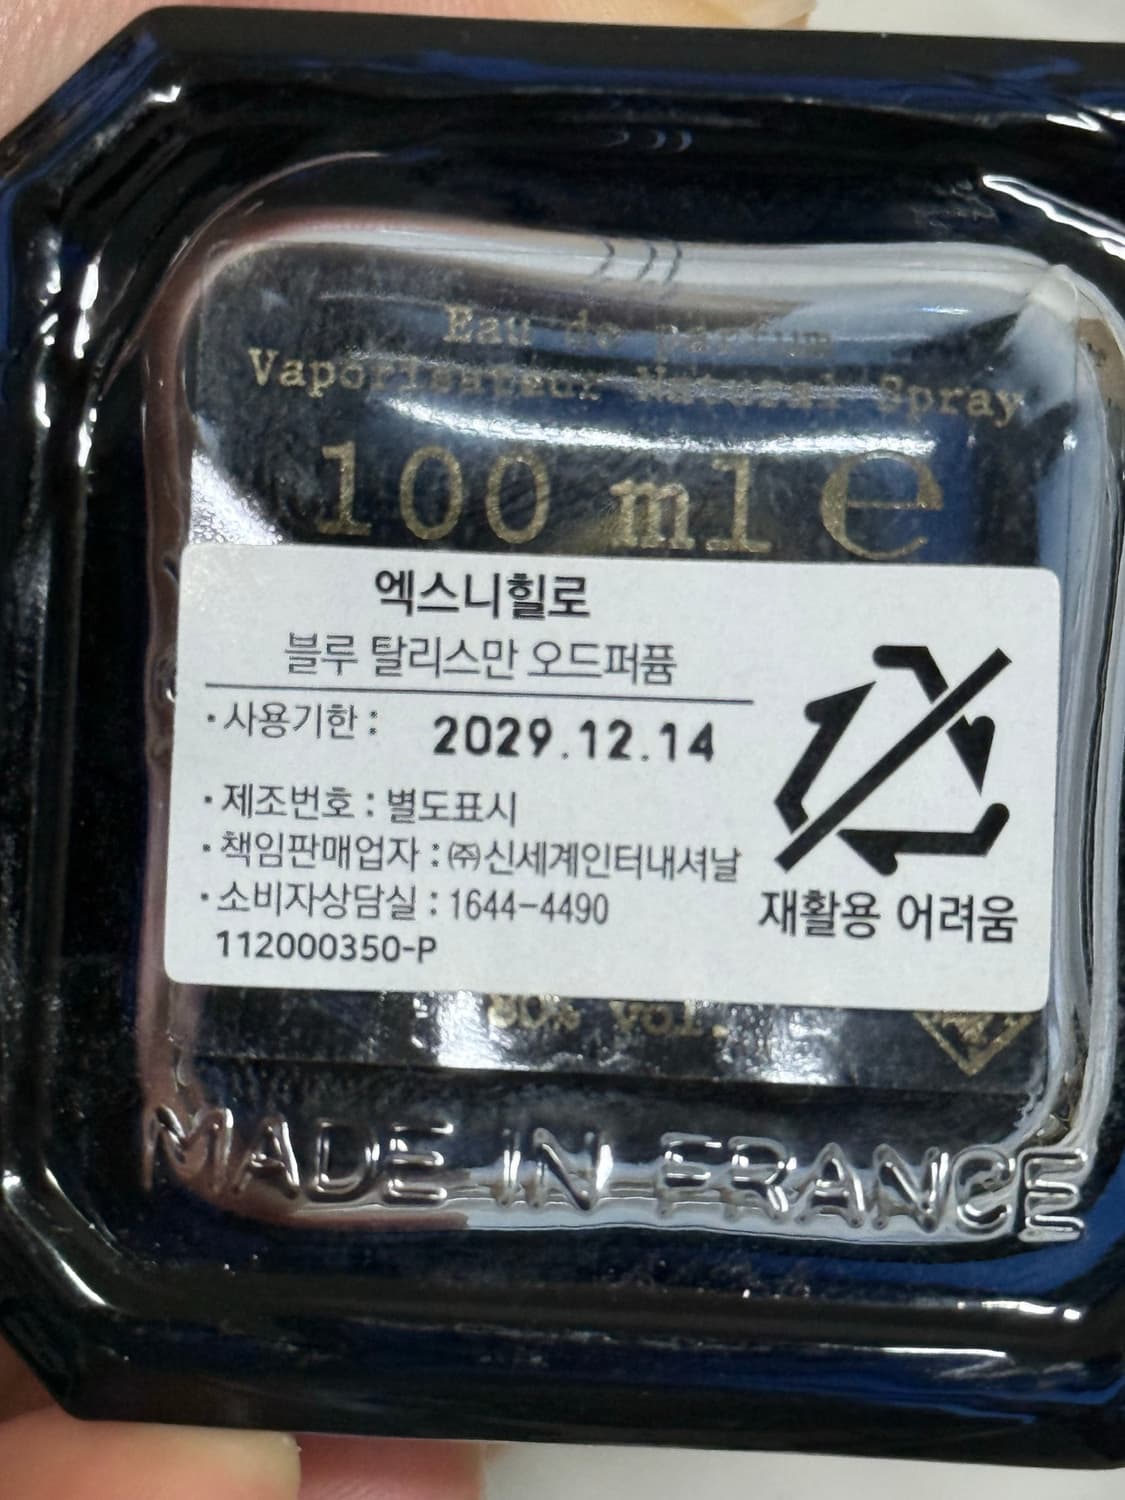 Eau de parfum
Vaporisateur Natural Spray
100 ml ℮
엑스니힐로
블루 탈리스만 오드퍼퓸
·사용기한 : 2029.12.14
·제조번호 : 별도표시
·책임판매업자 : ㈜신세계인터내셔날
·소비자상담실 : 1644-4490
112000350-P
재활용 어려움
80% vol.
MADE IN FRANCE